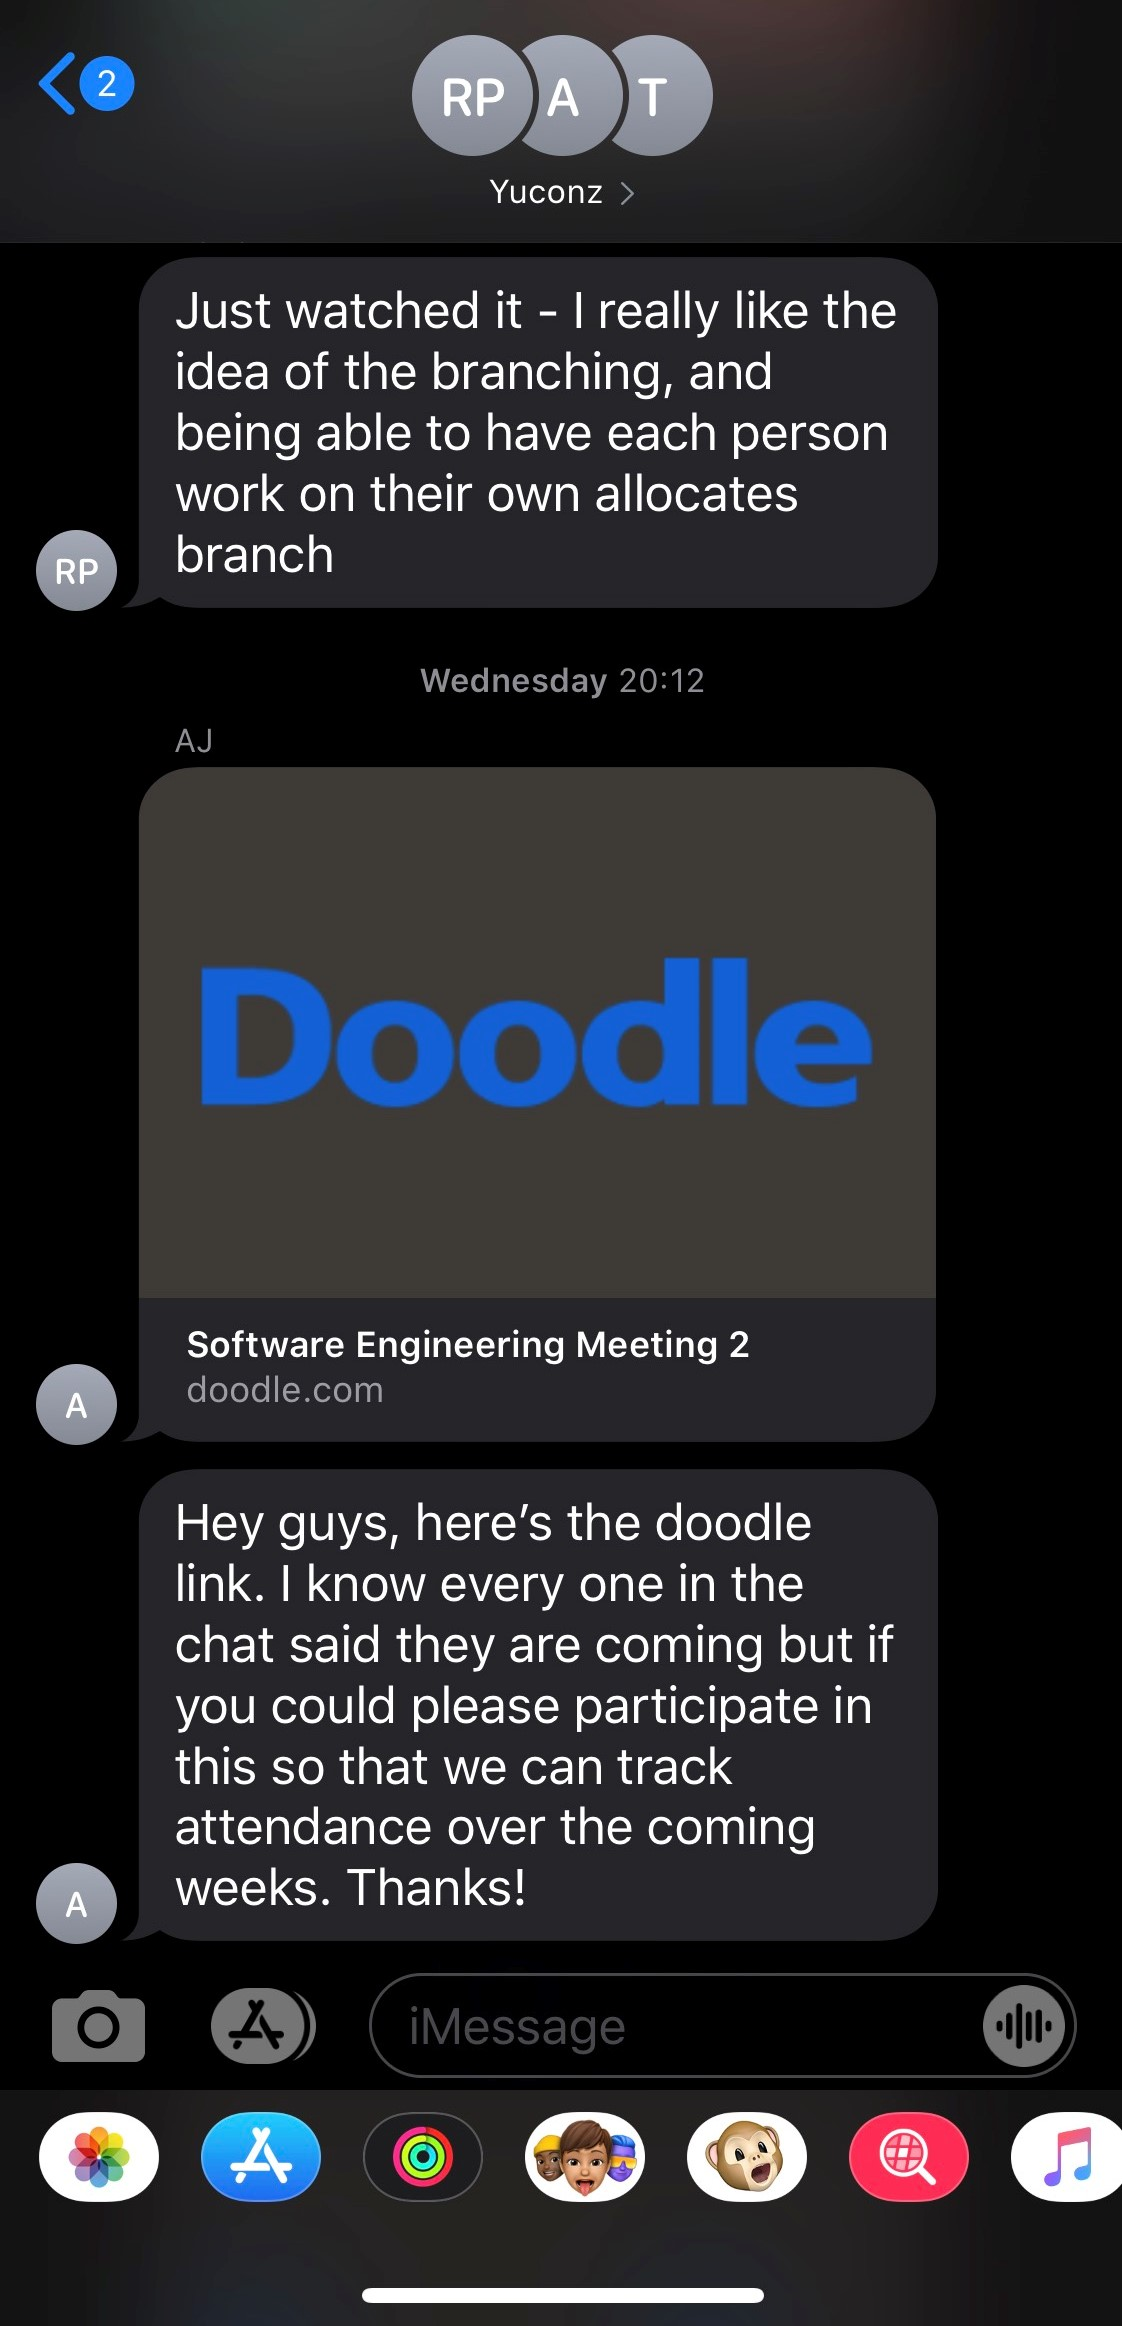 2
RP
A
T
Yuconz
Just watched it - I really like the
idea of the branching, and
being able to have each person
work on their own allocates
branch
RP
Wednesday 20:12
AJ
Doodle
Software Engineering Meeting 2
doodle.com
A
Hey guys, here’s the doodle
link. I know every one in the
chat said they are coming but if
you could please participate in
this so that we can track
attendance over the coming
weeks. Thanks!
A
iMessage